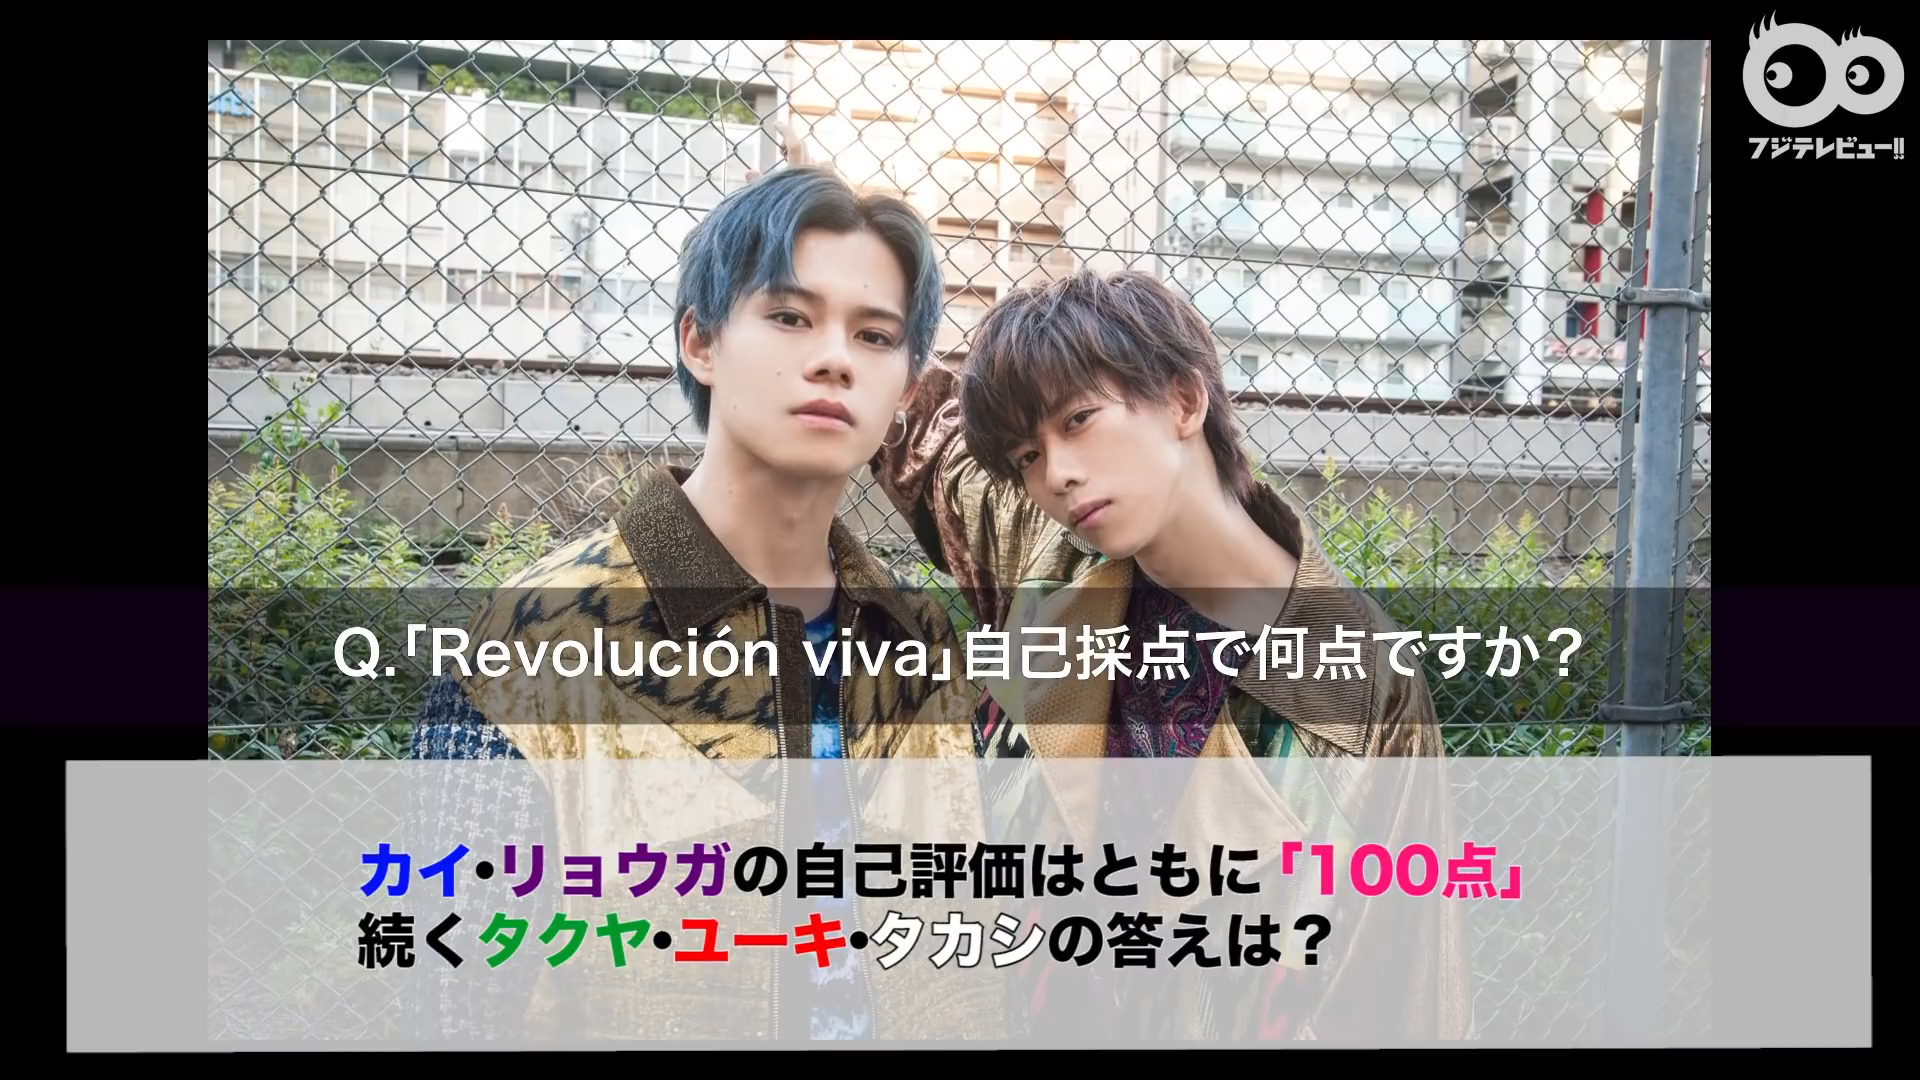 フジテレビュー!!
Q.「Revolución viva」自己採点で何点ですか？
カイ・リョウガの自己評価はともに「100点」
続くタクヤ・ユーキ・タカシの答えは？